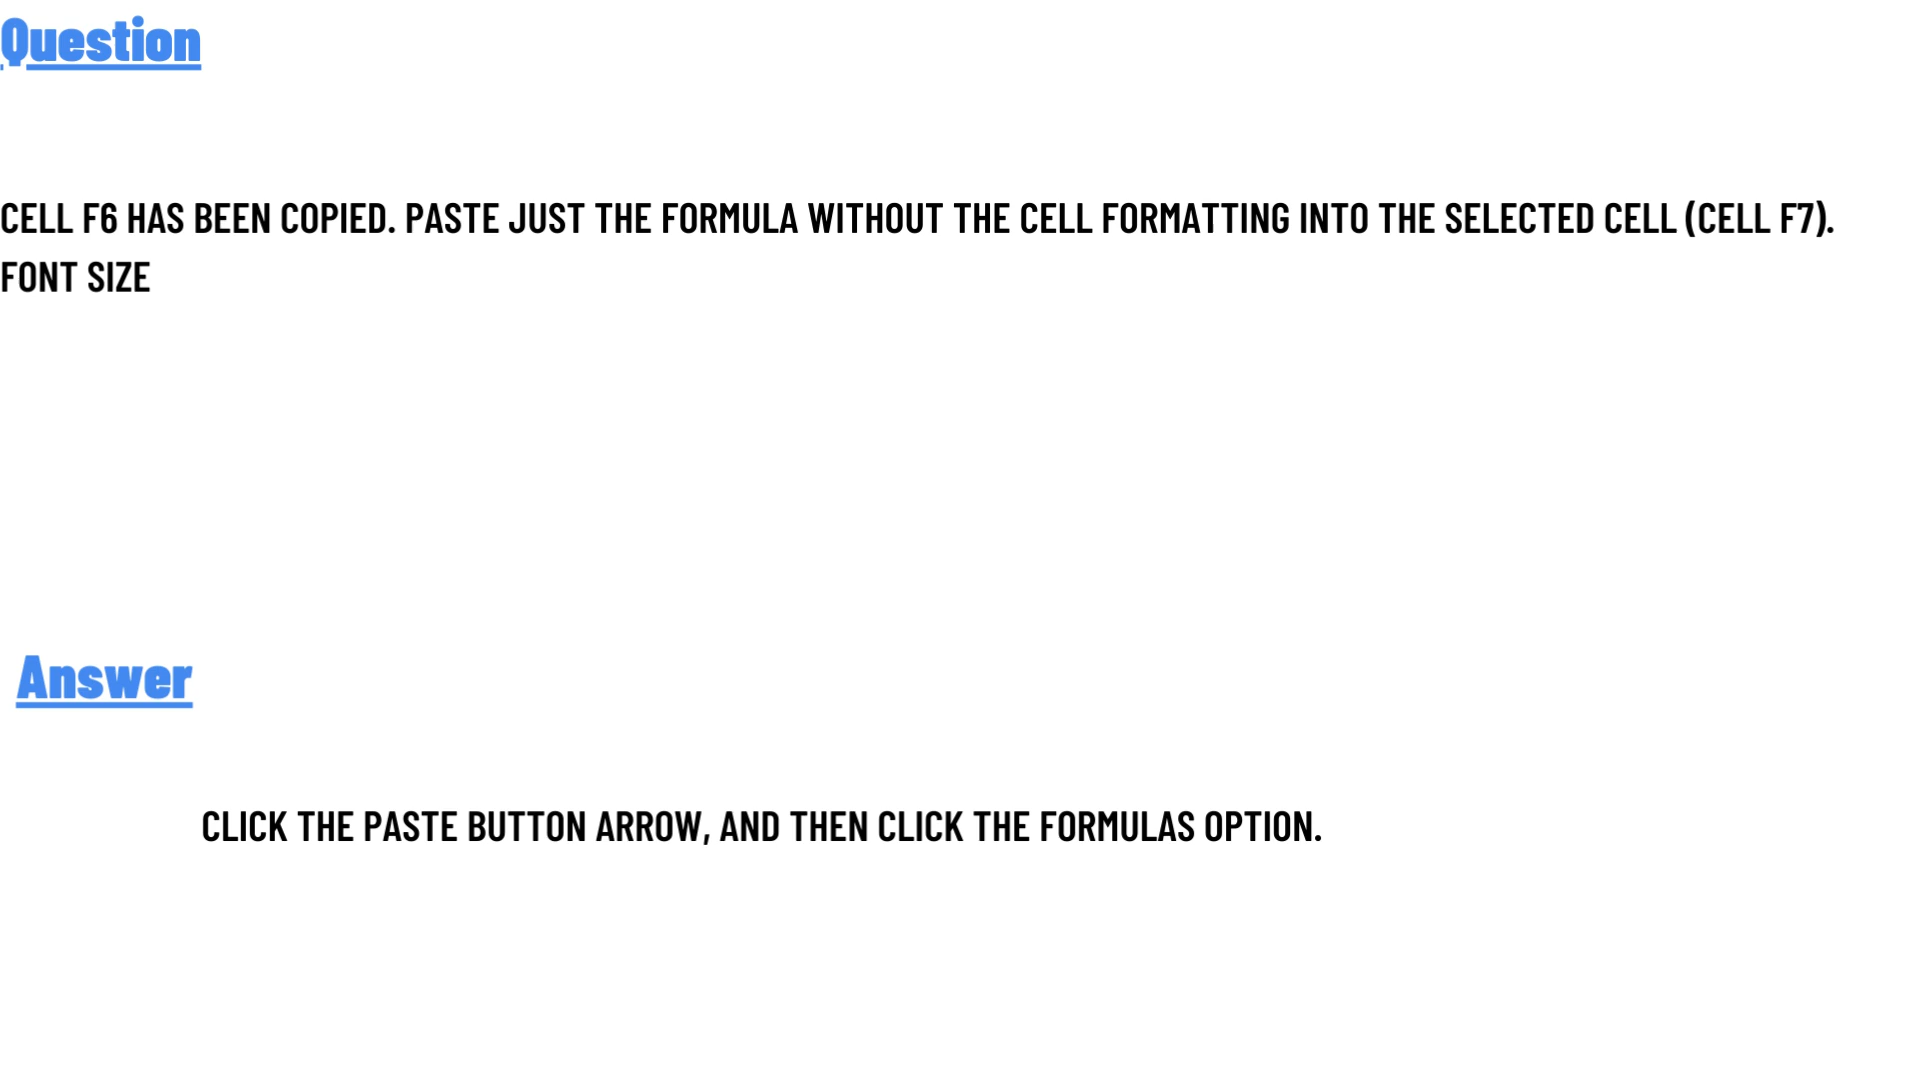 Question
CELL F6 HAS BEEN COPIED. PASTE JUST THE FORMULA WITHOUT THE CELL FORMATTING INTO THE SELECTED CELL (CELL F7).
FONT SIZE
Answer
CLICK THE PASTE BUTTON ARROW, AND THEN CLICK THE FORMULAS OPTION.